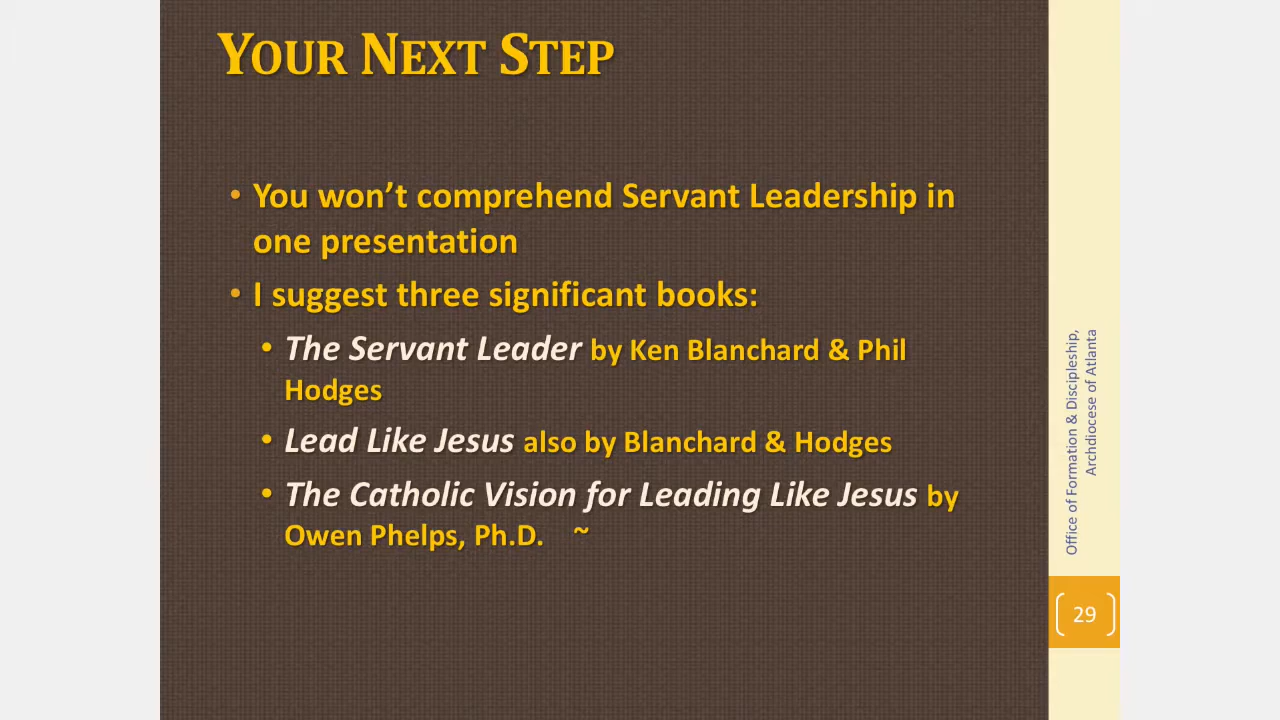 YOUR NEXT STEP
• You won’t comprehend Servant Leadership in
one presentation
• I suggest three significant books:
• The Servant Leader by Ken Blanchard & Phil
Hodges
• Lead Like Jesus also by Blanchard & Hodges
• The Catholic Vision for Leading Like Jesus by
Owen Phelps, Ph.D. ~
Office of Formation & Discipleship,
Archdiocese of Atlanta
29